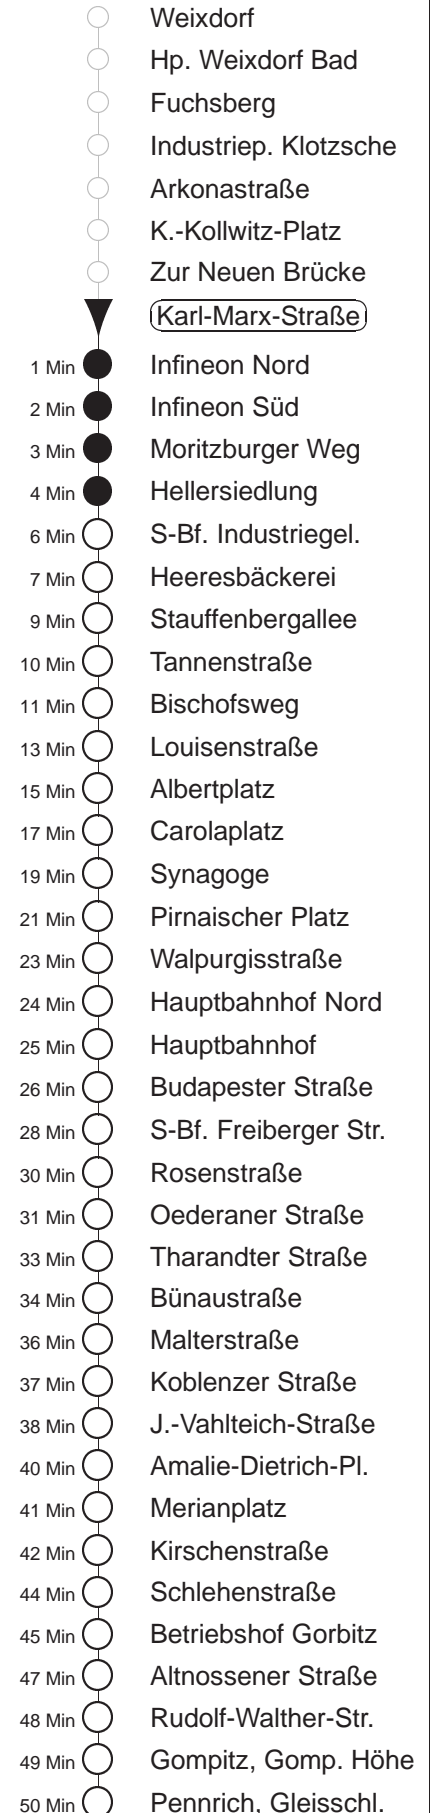 Weixdorf
Hp. Weixdorf Bad
Fuchsberg
Industriep. Klotzsche
Arkonastraße
K.-Kollwitz-Platz
Zur Neuen Brücke
Karl-Marx-Straße
1 Min Infineon Nord
2 Min Infineon Süd
3 Min Moritzburger Weg
4 Min Hellersiedlung
6 Min S-Bf. Industriegel.
7 Min Heeresbäckerei
9 Min Stauffenbergallee
10 Min Tannenstraße
11 Min Bischofsweg
13 Min Louisenstraße
15 Min Albertplatz
17 Min Carolaplatz
19 Min Synagoge
21 Min Pirnaischer Platz
23 Min Walpurgisstraße
24 Min Hauptbahnhof Nord
25 Min Hauptbahnhof
26 Min Budapester Straße
28 Min S-Bf. Freiberger Str.
30 Min Rosenstraße
31 Min Oederaner Straße
33 Min Tharandter Straße
34 Min Bünaustraße
36 Min Malterstraße
37 Min Koblenzer Straße
38 Min J.-Vahlteich-Straße
40 Min Amalie-Dietrich-Pl.
41 Min Merianplatz
42 Min Kirschenstraße
44 Min Schlehenstraße
45 Min Betriebshof Gorbitz
47 Min Altnossener Straße
48 Min Rudolf-Walther-Str.
49 Min Gompitz, Gomp. Höhe
50 Min Pennrich, Gleisschl.